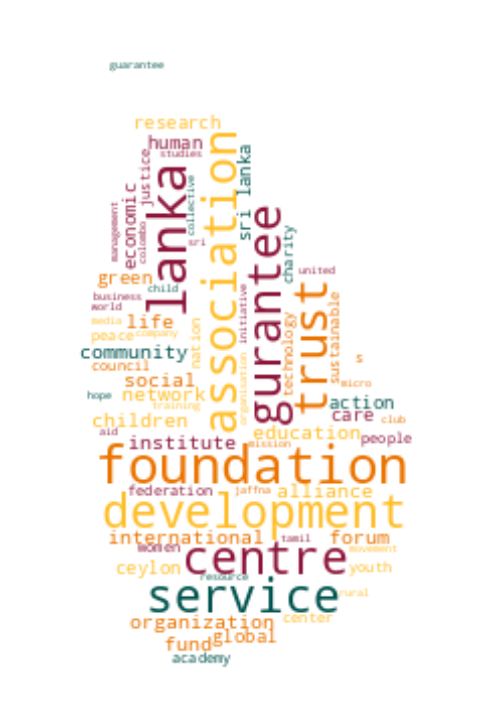 guarantee
research
human
studies
justice
lanka
association
sri lanka
collective
economic
management
colombo
sri
gurantee
charity
united
green
child
business
world
initiative
trust
technology
sustainable
media
life
nation
peace
company
community
s
council
social
micro
hope
network
organisation
training
action
children
care
club
aid
institute
mission
education
people
foundation
federation
jaffna
alliance
development
international
tamil
forum
women
centre
movement
ceylon
resource
youth
service
rural
organization
center
fund
global
academy